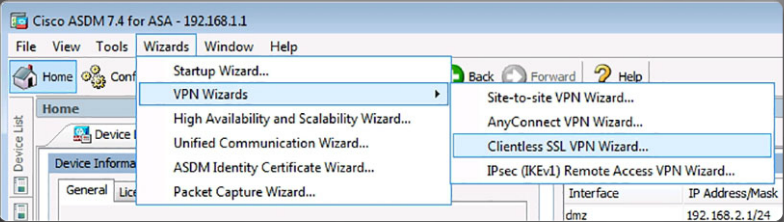 Cisco ASDM 7.4 for ASA - 192.168.1.1
File View Tools Wizards Window Help
Home Conf Back Forward Help
Startup Wizard...
VPN Wizards
High Availability and Scalability Wizard...
Unified Communication Wizard...
ASDM Identity Certificate Wizard...
Packet Capture Wizard...
Site-to-site VPN Wizard...
AnyConnect VPN Wizard...
Clientless SSL VPN Wizard...
IPsec (IKEv1) Remote Access VPN Wizard...
Device List
Home
Device
Device Informa
General Lice
Interface IP Address/Mask
dmz 192.168.2.1/24